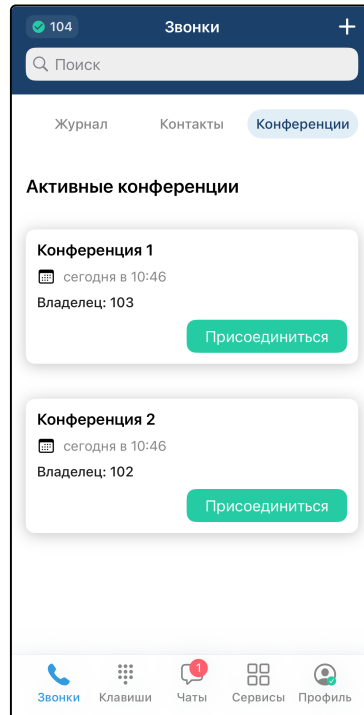 104
Звонки
Поиск
Журнал Контакты Конференции
Активные конференции
Конференция 1
сегодня в 10:46
Владелец: 103
Присоединиться
Конференция 2
сегодня в 10:46
Владелец: 102
Присоединиться
1
Звонки Клавиши Чаты Сервисы Профиль